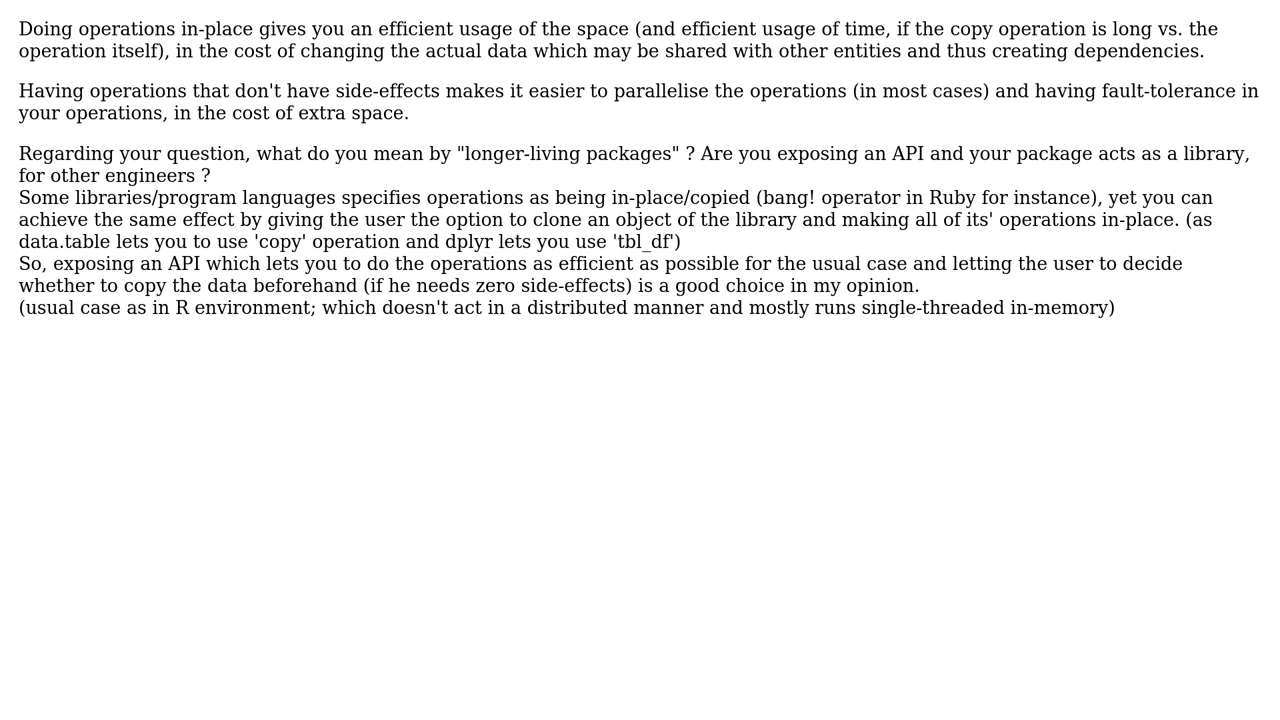 Doing operations in-place gives you an efficient usage of the space (and efficient usage of time, if the copy operation is long vs. the
operation itself), in the cost of changing the actual data which may be shared with other entities and thus creating dependencies.
Having operations that don't have side-effects makes it easier to parallelise the operations (in most cases) and having fault-tolerance in
your operations, in the cost of extra space.
Regarding your question, what do you mean by "longer-living packages" ? Are you exposing an API and your package acts as a library,
for other engineers ?
Some libraries/program languages specifies operations as being in-place/copied (bang! operator in Ruby for instance), yet you can
achieve the same effect by giving the user the option to clone an object of the library and making all of its' operations in-place. (as
data.table lets you to use 'copy' operation and dplyr lets you use 'tbl_df')
So, exposing an API which lets you to do the operations as efficient as possible for the usual case and letting the user to decide
whether to copy the data beforehand (if he needs zero side-effects) is a good choice in my opinion.
(usual case as in R environment; which doesn't act in a distributed manner and mostly runs single-threaded in-memory)